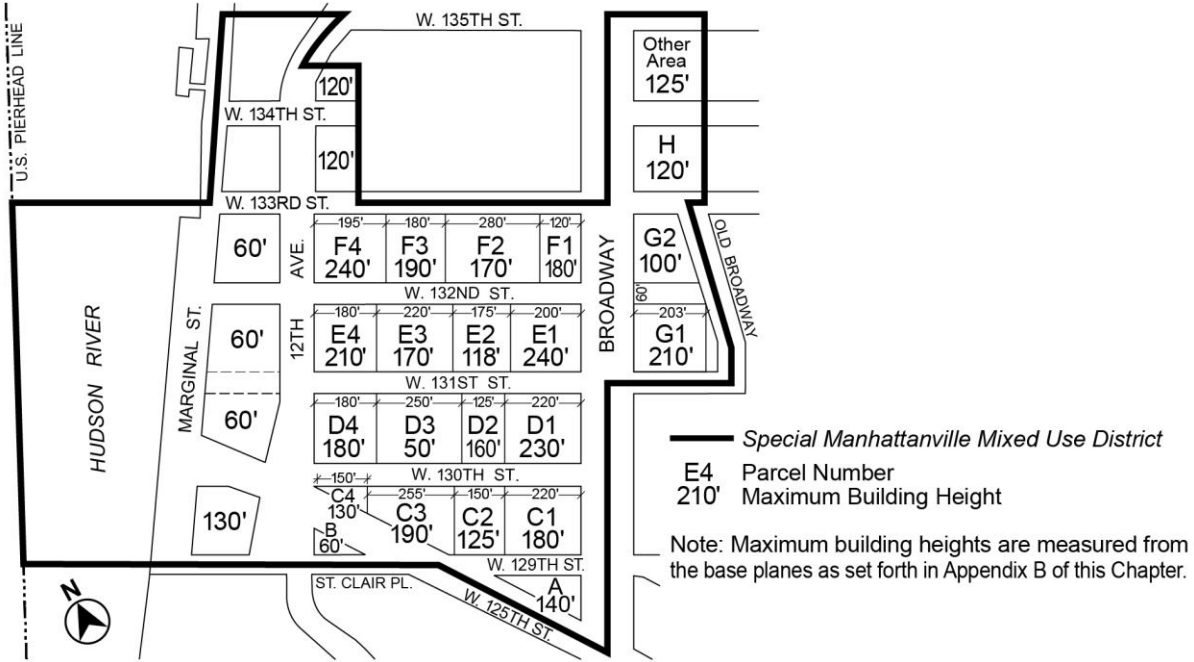 W. 135TH ST.
U.S. PIERHEAD LINE
Other
Area
125'
120'
W. 134TH ST.
H
120'
120'
W. 133RD ST.
195' 180' 280' 120'
60'
AVE.
F4 F3 F2 F1
240' 190' 170' 180'
BROADWAY
G2
100'
OLD BROADWAY
W. 132ND ST.
60'
180' 220' 175' 200' 203'
HUDSON RIVER
MARGINAL ST.
60'
12TH
E4 E3 E2 E1 G1
210' 170' 118' 240' 210'
W. 131ST ST.
180' 250' 125' 220'
60'
D4 D3 D2 D1
180' 50' 160' 230'
Special Manhattanville Mixed Use District
W. 130TH ST.
E4 Parcel Number
210' Maximum Building Height
150'
255' 150' 220'
C4
130'
130'
C3 C2 C1
190' 125' 180'
B
60'
Note: Maximum building heights are measured from
the base planes as set forth in Appendix B of this Chapter.
W. 129TH ST.
ST. CLAIR PL.
A
140'
W. 125TH ST.
N